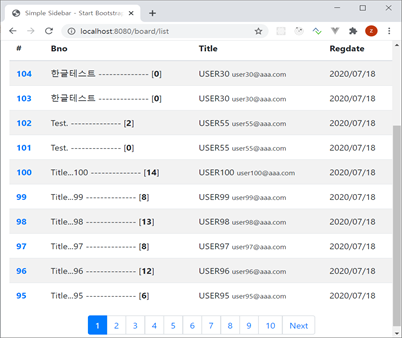 Simple Sidebar - Start Bootstra
localhost:8080/board/list
z
# Bno Title Regdate
104 한글테스트 -------------- [0] USER30 user30@aaa.com 2020/07/18
103 한글테스트 -------------- [0] USER30 user30@aaa.com 2020/07/18
102 Test. -------------- [2] USER55 user55@aaa.com 2020/07/18
101 Test. -------------- [0] USER55 user55@aaa.com 2020/07/18
100 Title...100 -------------- [14] USER100 user100@aaa.com 2020/07/18
99 Title...99 -------------- [8] USER99 user99@aaa.com 2020/07/18
98 Title...98 -------------- [13] USER98 user98@aaa.com 2020/07/18
97 Title...97 -------------- [8] USER97 user97@aaa.com 2020/07/18
96 Title...96 -------------- [12] USER96 user96@aaa.com 2020/07/18
95 Title...95 -------------- [6] USER95 user95@aaa.com 2020/07/18
1 2 3 4 5 6 7 8 9 10 Next